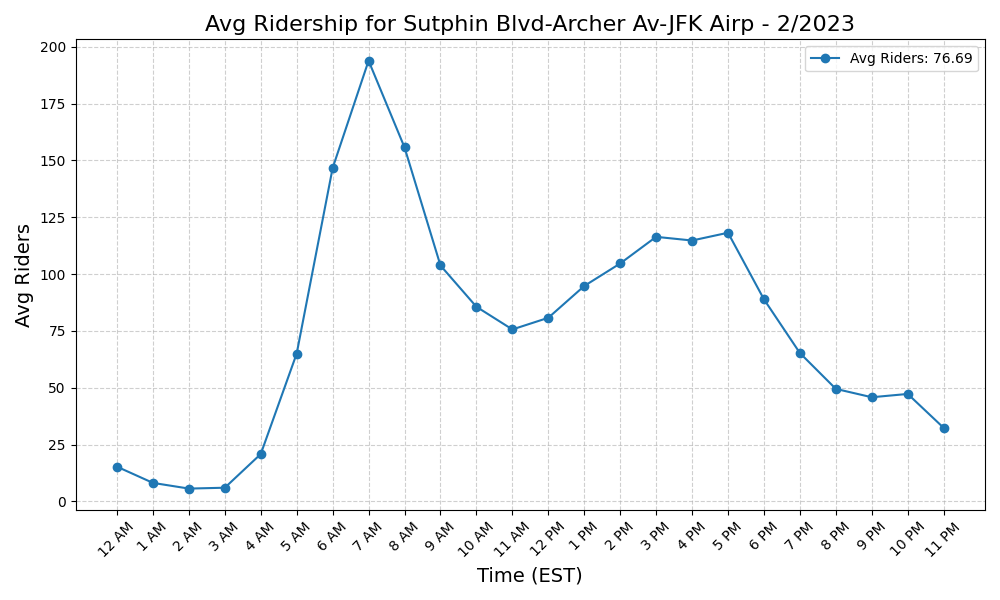 Avg Ridership for Sutphin Blvd-Archer Av-JFK Airp - 2/2023
Avg Riders: 76.69
Avg Riders
200
175
150
125
100
75
50
25
0
12 AM
1 AM
2 AM
3 AM
4 AM
5 AM
6 AM
7 AM
8 AM
9 AM
10 AM
11 AM
12 PM
1 PM
2 PM
3 PM
4 PM
5 PM
6 PM
7 PM
8 PM
9 PM
10 PM
11 PM
Time (EST)